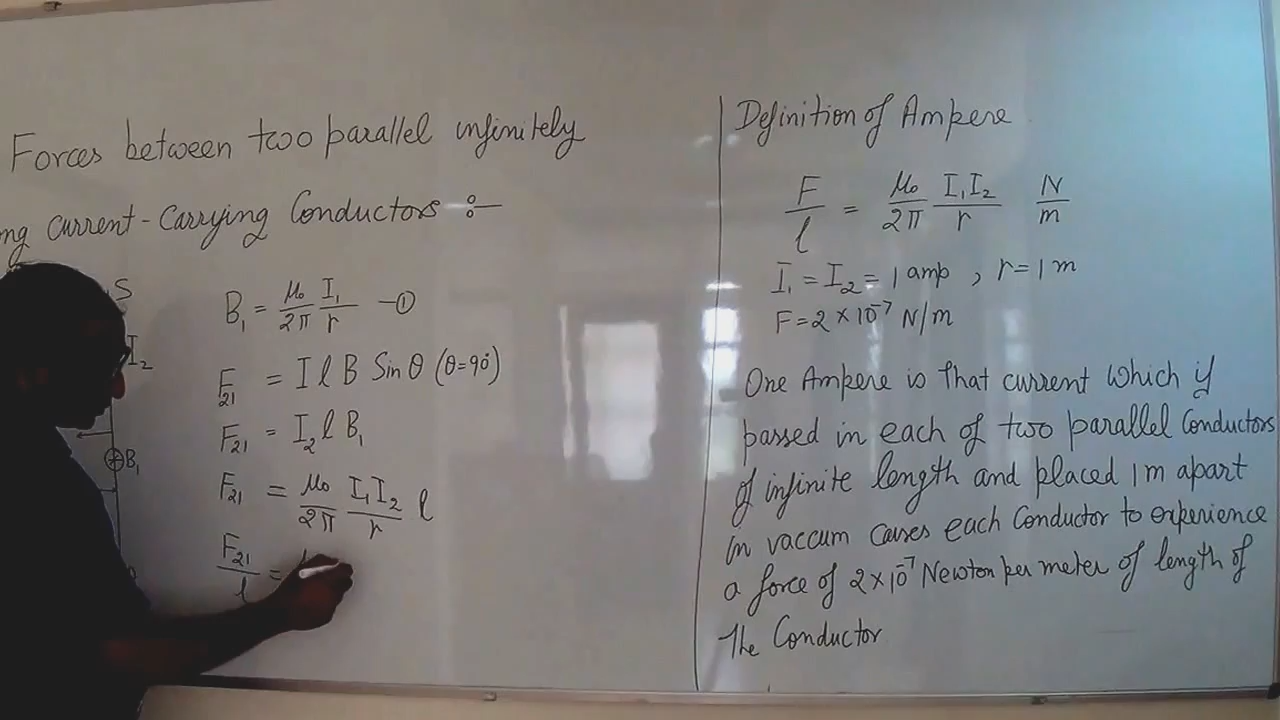 Forces between two parallel infinitely
ng current-Carrying Conductors :-
S
I₂
B₁
B₁ = μ₀/2π I₁/r -①
F₂₁ = I l B Sin θ (θ=90°)
F₂₁ = I₂ l B₁
F₂₁ = μ₀/2π I₁I₂/r l
F₂₁/l =
Definition of Ampere
F/l = μ₀/2π I₁I₂/r N/m
I₁ = I₂ = 1 amp , r = 1 m
F = 2 × 10⁻⁷ N/m
One Ampere is that current which if
passed in each of two parallel Conductors
of infinite length and placed 1m apart
in vaccum causes each Conductor to experience
a force of 2×10⁻⁷ Newton per meter of length of
the Conductor